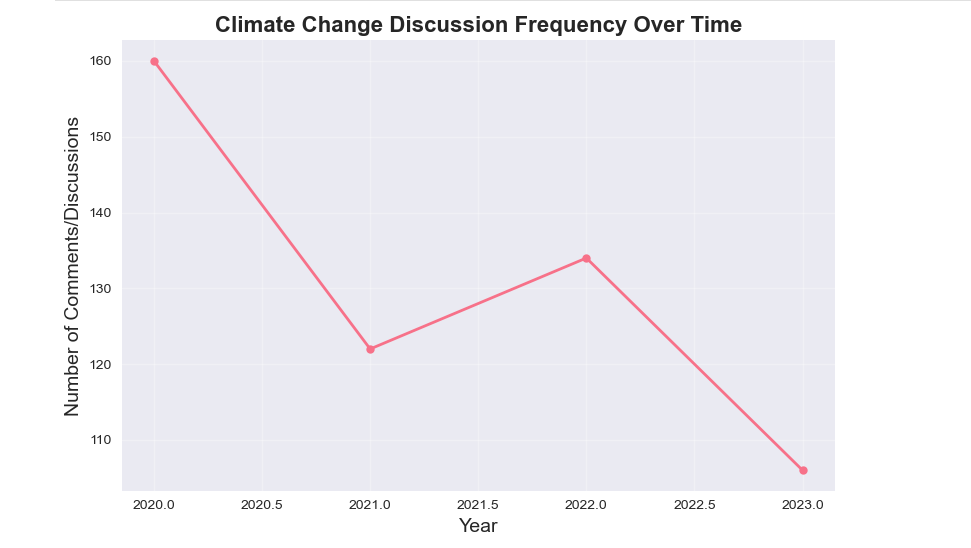 Climate Change Discussion Frequency Over Time
Number of Comments/Discussions
160
150
140
130
120
110
2020.0 2020.5 2021.0 2021.5 2022.0 2022.5 2023.0
Year